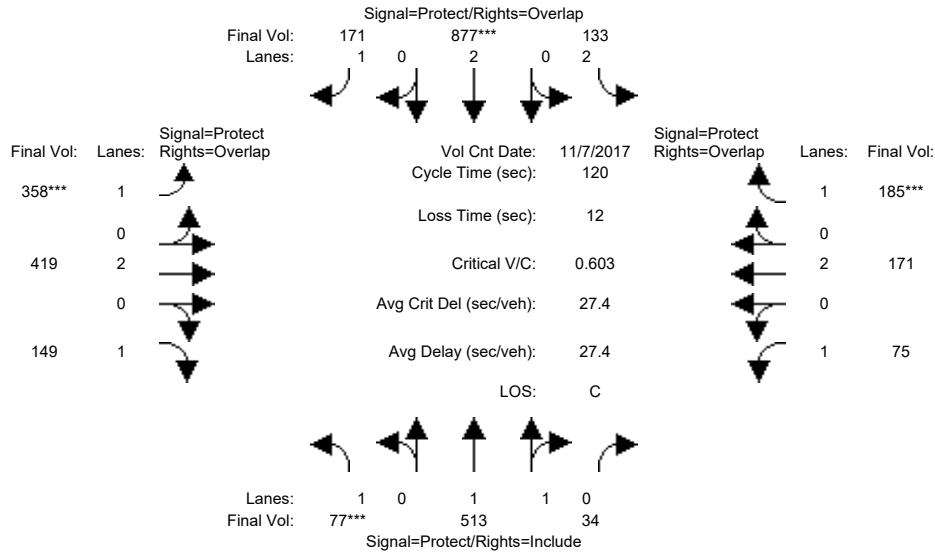 Signal=Protect/Rights=Overlap
Final Vol: 171 877*** 133
Lanes: 1 0 2 0 2
Signal=Protect
Final Vol: Lanes: Rights=Overlap
Vol Cnt Date: 11/7/2017
Signal=Protect
Rights=Overlap Lanes: Final Vol:
Cycle Time (sec): 120
358*** 1
1 185***
Loss Time (sec): 12
0
0
419 2
Critical V/C: 0.603
2 171
0
Avg Crit Del (sec/veh): 27.4
0
149 1
Avg Delay (sec/veh): 27.4
1 75
LOS: C
Lanes: 1 0 1 1 0
Final Vol: 77*** 513 34
Signal=Protect/Rights=Include